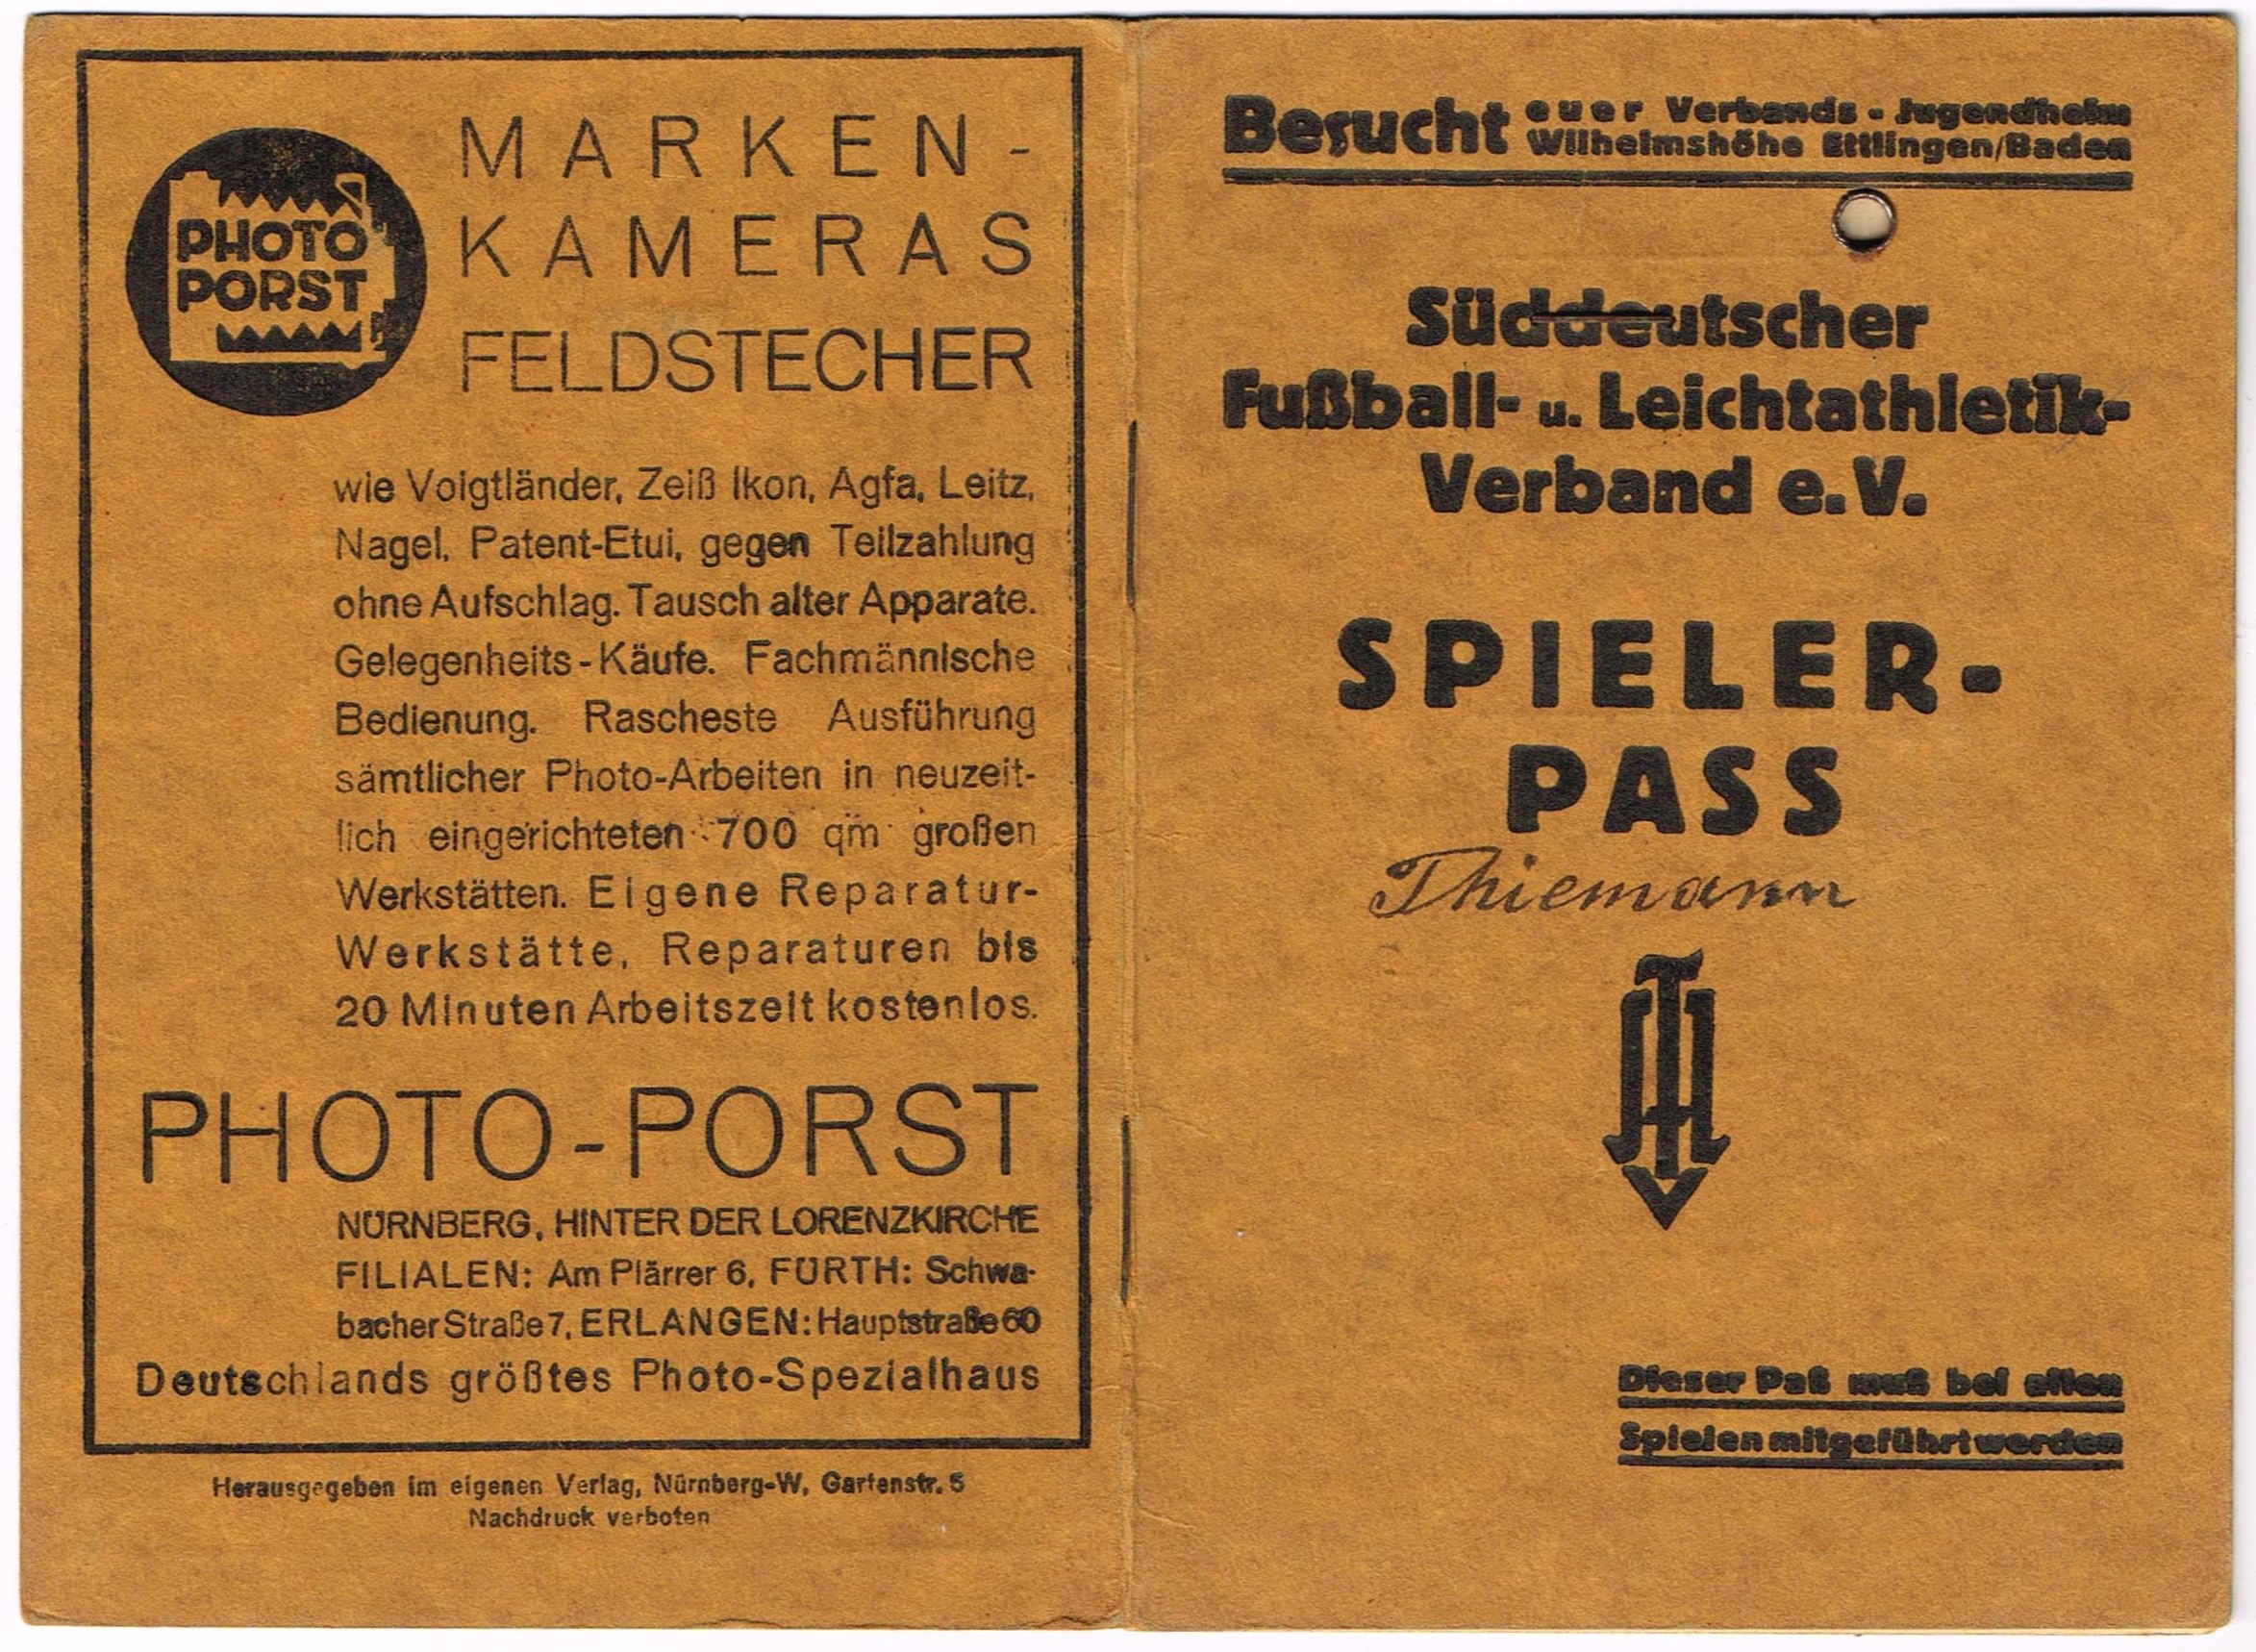 PHOTO
PORST
MARKEN-
KAMERAS
FELDSTECHER
wie Voigtländer, Zeiß Ikon, Agfa, Leitz,
Nagel, Patent-Etui, gegen Teilzahlung
ohne Aufschlag. Tausch alter Apparate.
Gelegenheits-Käufe. Fachmännische
Bedienung. Rascheste Ausführung
sämtlicher Photo-Arbeiten in neuzeit-
lich eingerichteten 700 qm großen
Werkstätten. Eigene Reparatur-
Werkstätte, Reparaturen bis
20 Minuten Arbeitszeit kostenlos.
PHOTO-PORST
NÜRNBERG, HINTER DER LORENZKIRCHE
FILIALEN: Am Plärrer 6, FÜRTH: Schwa-
bacher Straße 7, ERLANGEN: Hauptstraße 60
Deutschlands größtes Photo-Spezialhaus
Herausgegeben im eigenen Verlag, Nürnberg-W, Gartenstr. 5
Nachdruck verboten
Besucht euer Verbands-Jugendheim
Wilhelmshöhe Ettlingen/Baden
Süddeutscher
Fußball- u. Leichtathletik-
Verband e.V.
SPIELER-
PASS
Thiemann
Dieser Paß muß bei allen
Spielen mitgeführt werden